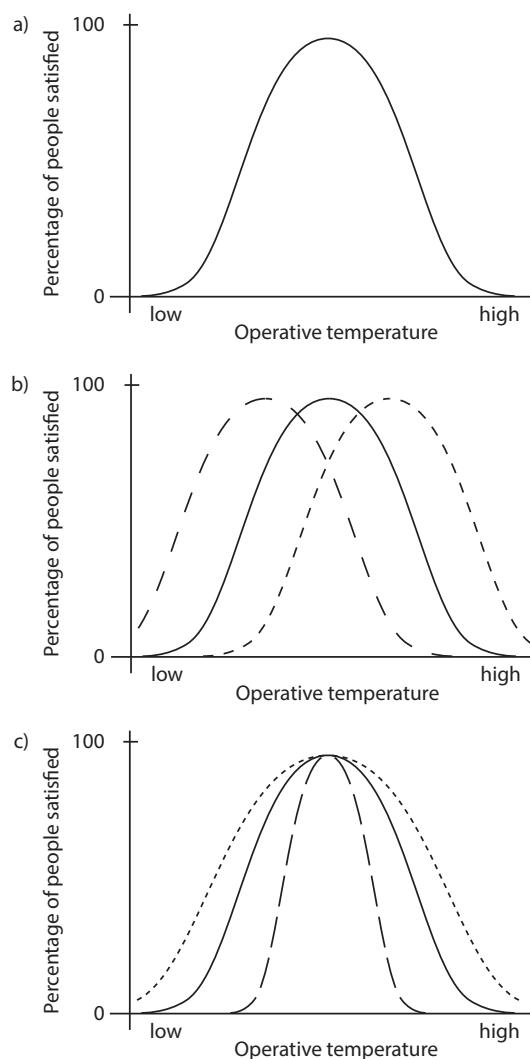 a)
100
Percentage of people satisfied
0
low
high
Operative temperature
b)
100
Percentage of people satisfied
0
low
high
Operative temperature
c)
100
Percentage of people satisfied
0
low
high
Operative temperature